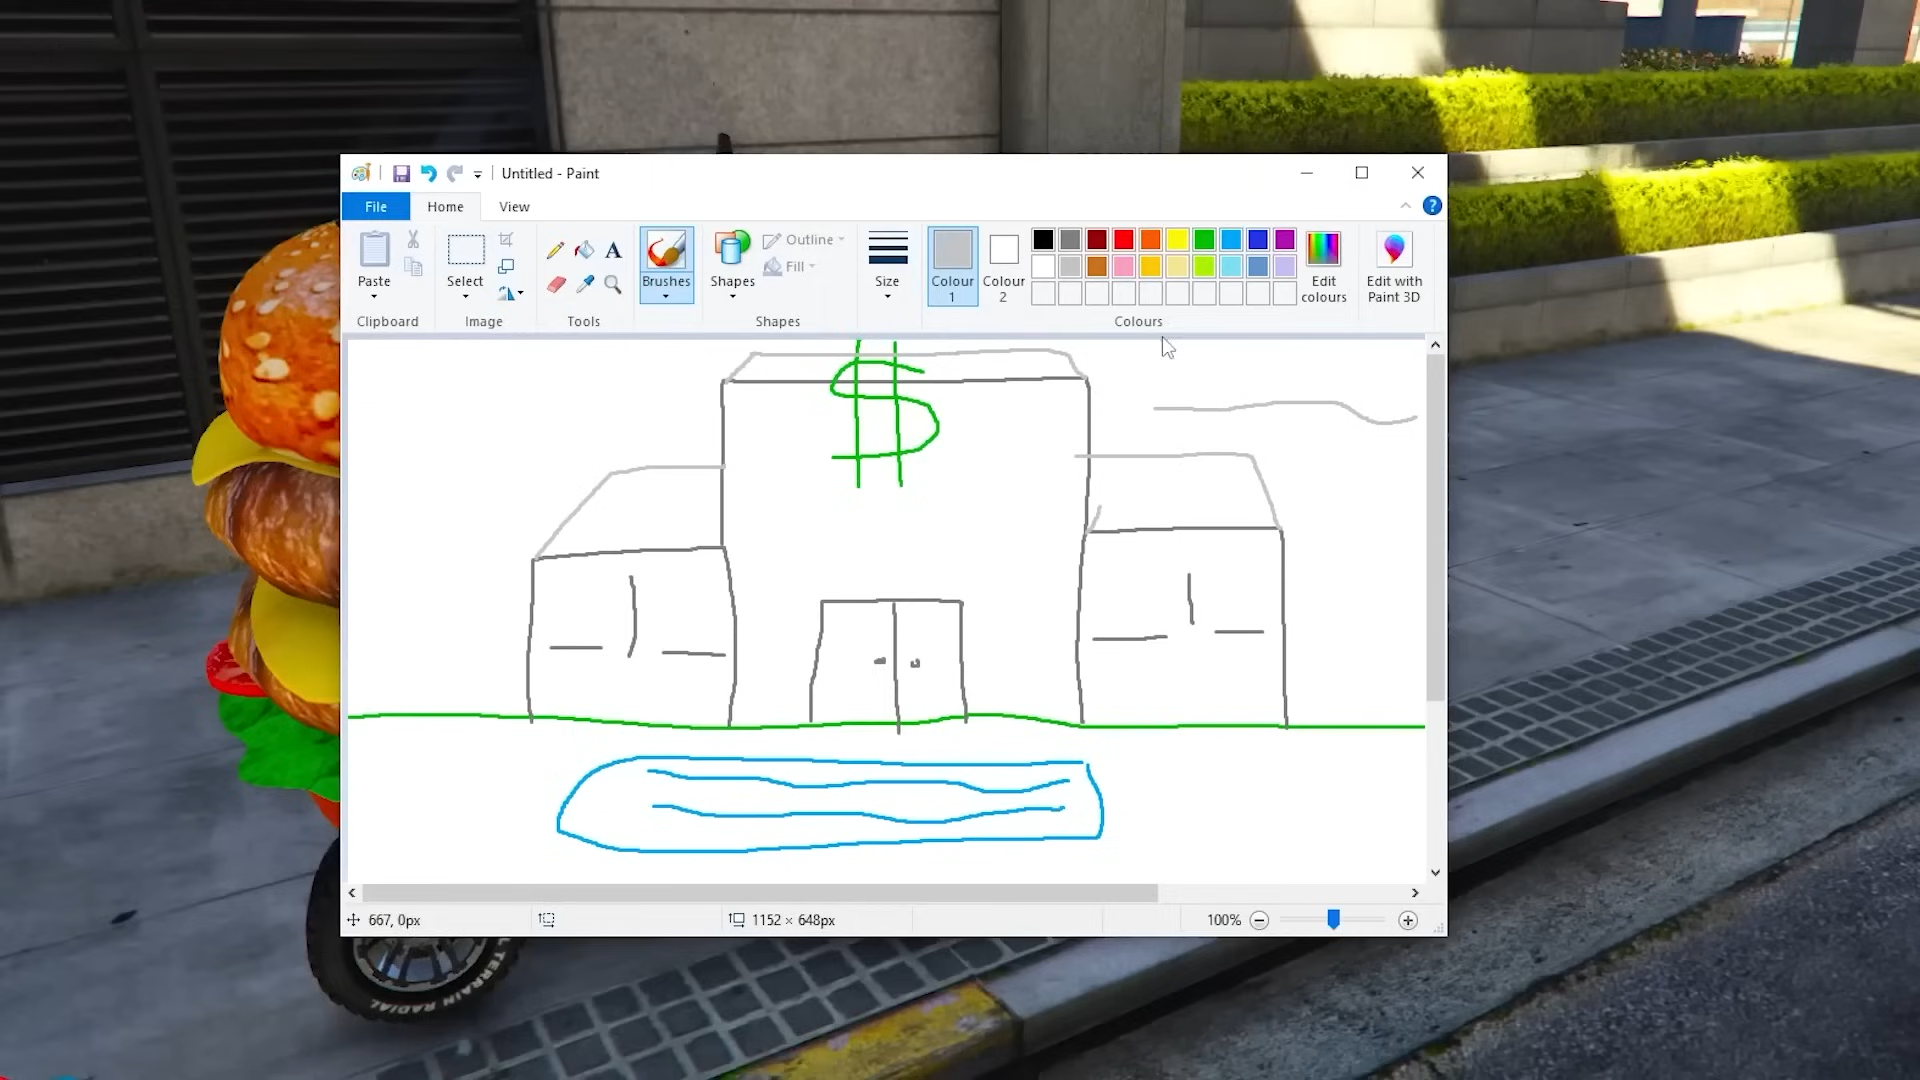 Untitled - Paint
File Home View
Paste
Clipboard
Select
Image
Tools
Brushes
Shapes
Outline
Fill
Shapes
Size
Colour
1
Colour
2
Edit
colours
Colours
Edit with
Paint 3D
$
667, 0px
1152 × 648px
100%
TERRAIN RADIAL